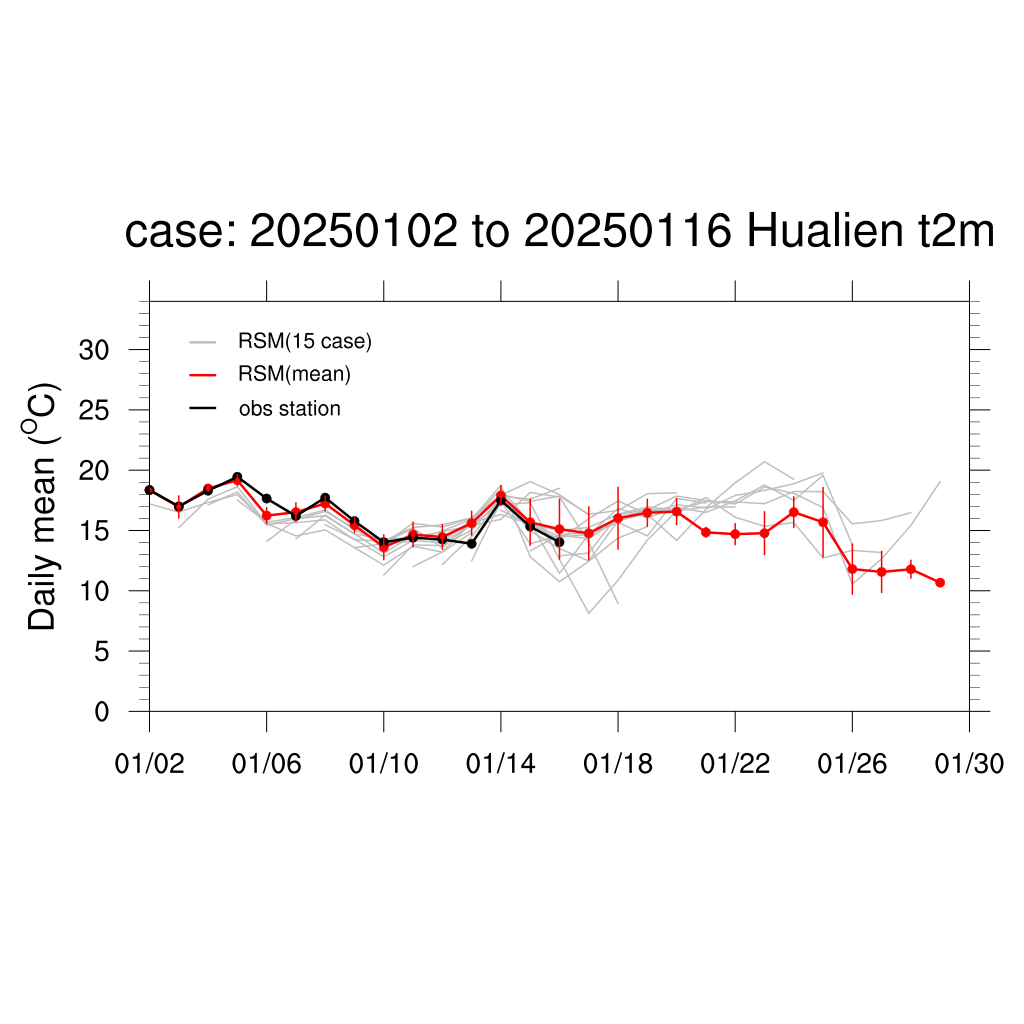 case: 20250102 to 20250116 Hualien t2m
RSM(15 case)
RSM(mean)
obs station
Daily mean (°C)
30
25
20
15
10
5
0
01/02 01/06 01/10 01/14 01/18 01/22 01/26 01/30